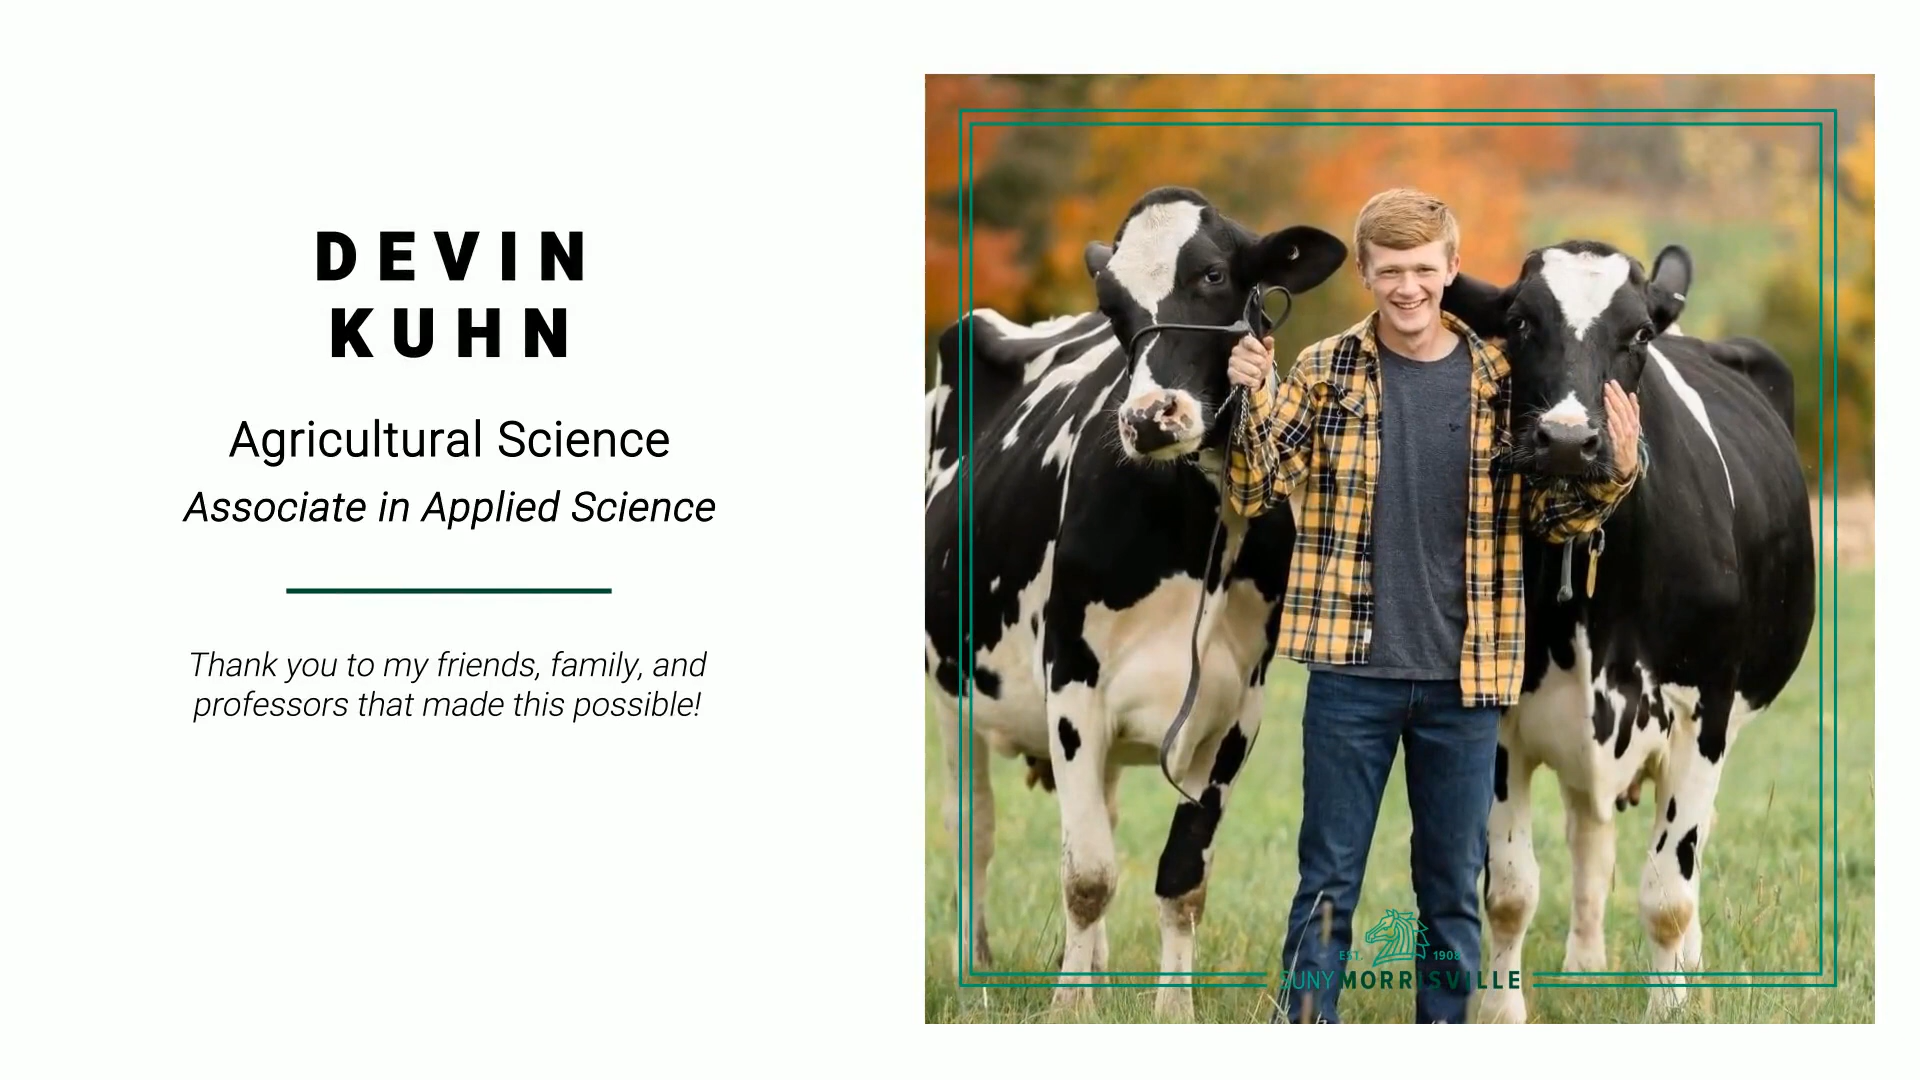 DEVIN
KUHN
Agricultural Science
Associate in Applied Science
Thank you to my friends, family, and
professors that made this possible!
EST. 1908
SUNY MORRISVILLE